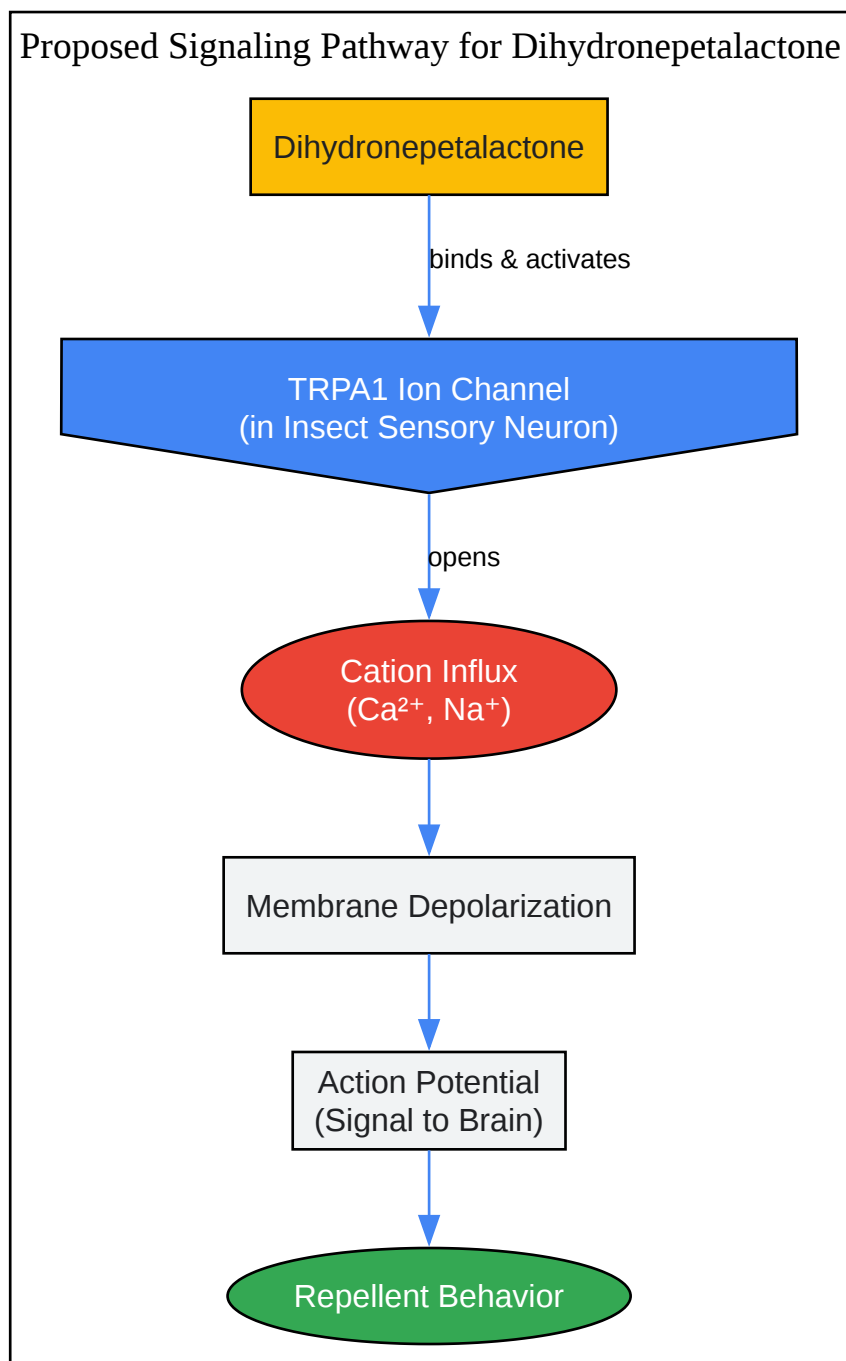 Proposed Signaling Pathway for Dihydronepetalactone
Dihydronepetalactone
binds & activates
TRPA1 Ion Channel
(in Insect Sensory Neuron)
opens
Cation Influx
(Ca²⁺, Na⁺)
Membrane Depolarization
Action Potential
(Signal to Brain)
Repellent Behavior